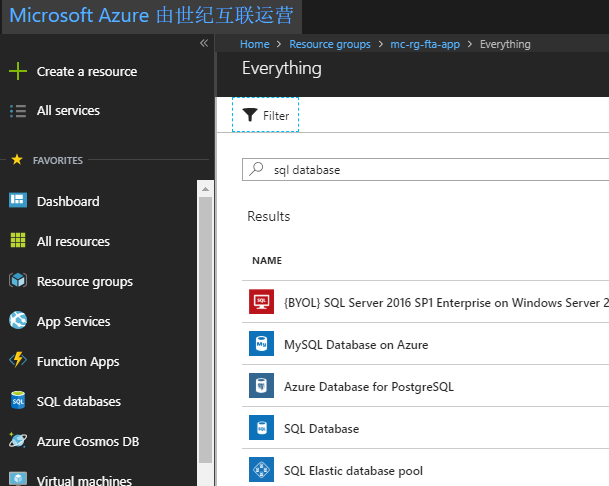 Microsoft Azure 由世纪互联运营
«
Home > Resource groups > mc-rg-fta-app > Everything
Everything
Create a resource
All services
FAVORITES
Dashboard
All resources
Resource groups
App Services
Function Apps
SQL databases
Azure Cosmos DB
Virtual machines
Filter
sql database
Results
NAME
{BYOL} SQL Server 2016 SP1 Enterprise on Windows Server 2
MySQL Database on Azure
Azure Database for PostgreSQL
SQL Database
SQL Elastic database pool